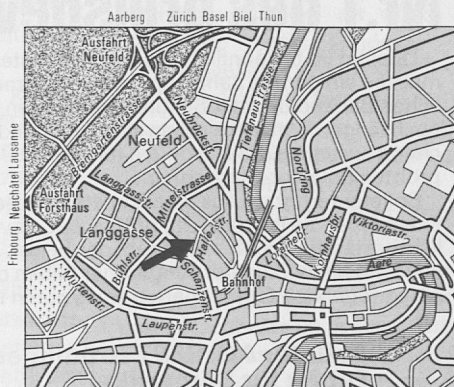 Aarberg Zürich Basel Biel Thun
Ausfahrt
Neufeld
Bremgartenstrasse
Neubrückstr.
Tiefenaustrasse
Neufeld
Nordring
Fribourg Neuchâtel Lausanne
Länggassstr.
Mittelstrasse
Ausfahrt
Forsthaus
Länggasse
Hallerstr.
Bühlstr.
Schanzenstr.
Lorrainebr.
Kornhausbr.
Viktoriastr.
Aare
Bahnhof
Murtenstr.
Laupenstr.